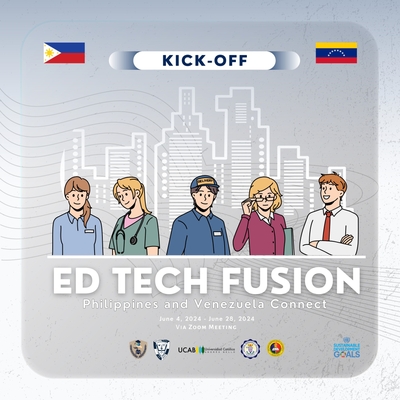 KICK-OFF
ED TECH FUSION
Philippines and Venezuela Connect
June 4, 2024 - June 28, 2024
Via Zoom Meeting
UCAB
SUSTAINABLE
DEVELOPMENT
GOALS